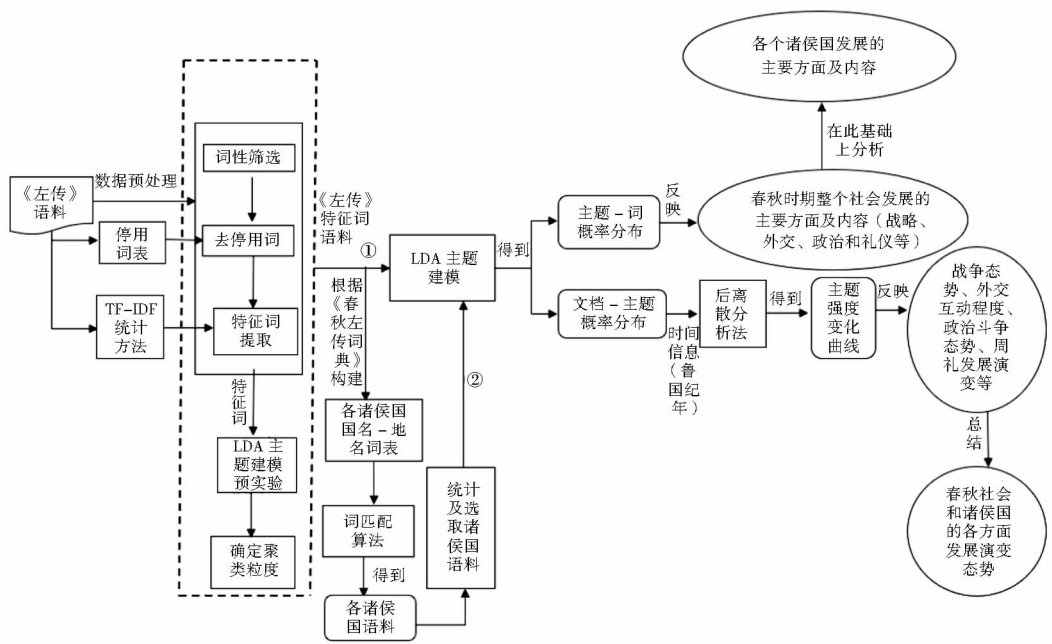 《左传》
语料
数据预处理
停用
词表
TF-IDF
统计
方法
词性筛选
去停用词
特征词
提取
特
征
词
LDA 主
题建模
预实验
确定聚
类粒度
《左传》
特征词
语料
①
根据
《春
秋左
传词
典》
构建
各诸侯国
国名-地
名词表
词匹配
算法
得到
各诸侯
国语料
统计
及选
取诸
侯国
语料
②
LDA 主题
建模
得到
主题-词
概率分布
反
映
春秋时期整个社会发展的
主要方面及内容（战略、
外交、政治和礼仪等）
在此基础
上分析
各个诸侯国发展的
主要方面及内容
文档-主题
概率分布
时间
信息
（鲁
国纪
年）
后离
散分
析法
得到
主题
强度
变化
曲线
反映
战争态
势、外交
互动程度、
政治斗争
态势、周
礼发展演
变等
总
结
春秋社会
和诸侯国
的各方面
发展演变
态势